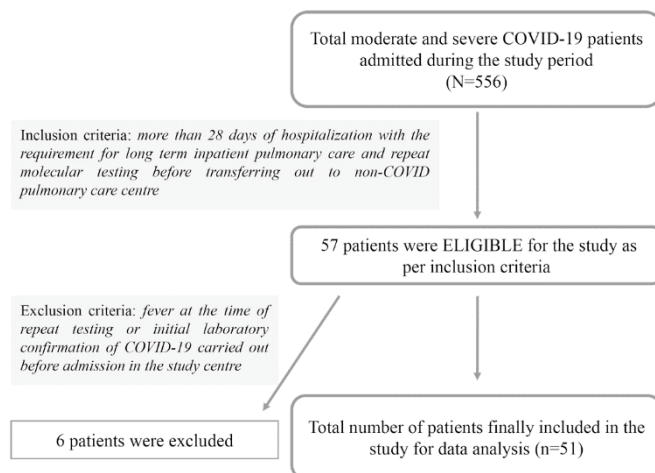 Total moderate and severe COVID-19 patients
admitted during the study period
(N=556)
Inclusion criteria: more than 28 days of hospitalization with the
requirement for long term inpatient pulmonary care and repeat
molecular testing before transferring out to non-COVID
pulmonary care centre
57 patients were ELIGIBLE for the study as
per inclusion criteria
Exclusion criteria: fever at the time of
repeat testing or initial laboratory
confirmation of COVID-19 carried out
before admission in the study centre
6 patients were excluded
Total number of patients finally included in the
study for data analysis (n=51)